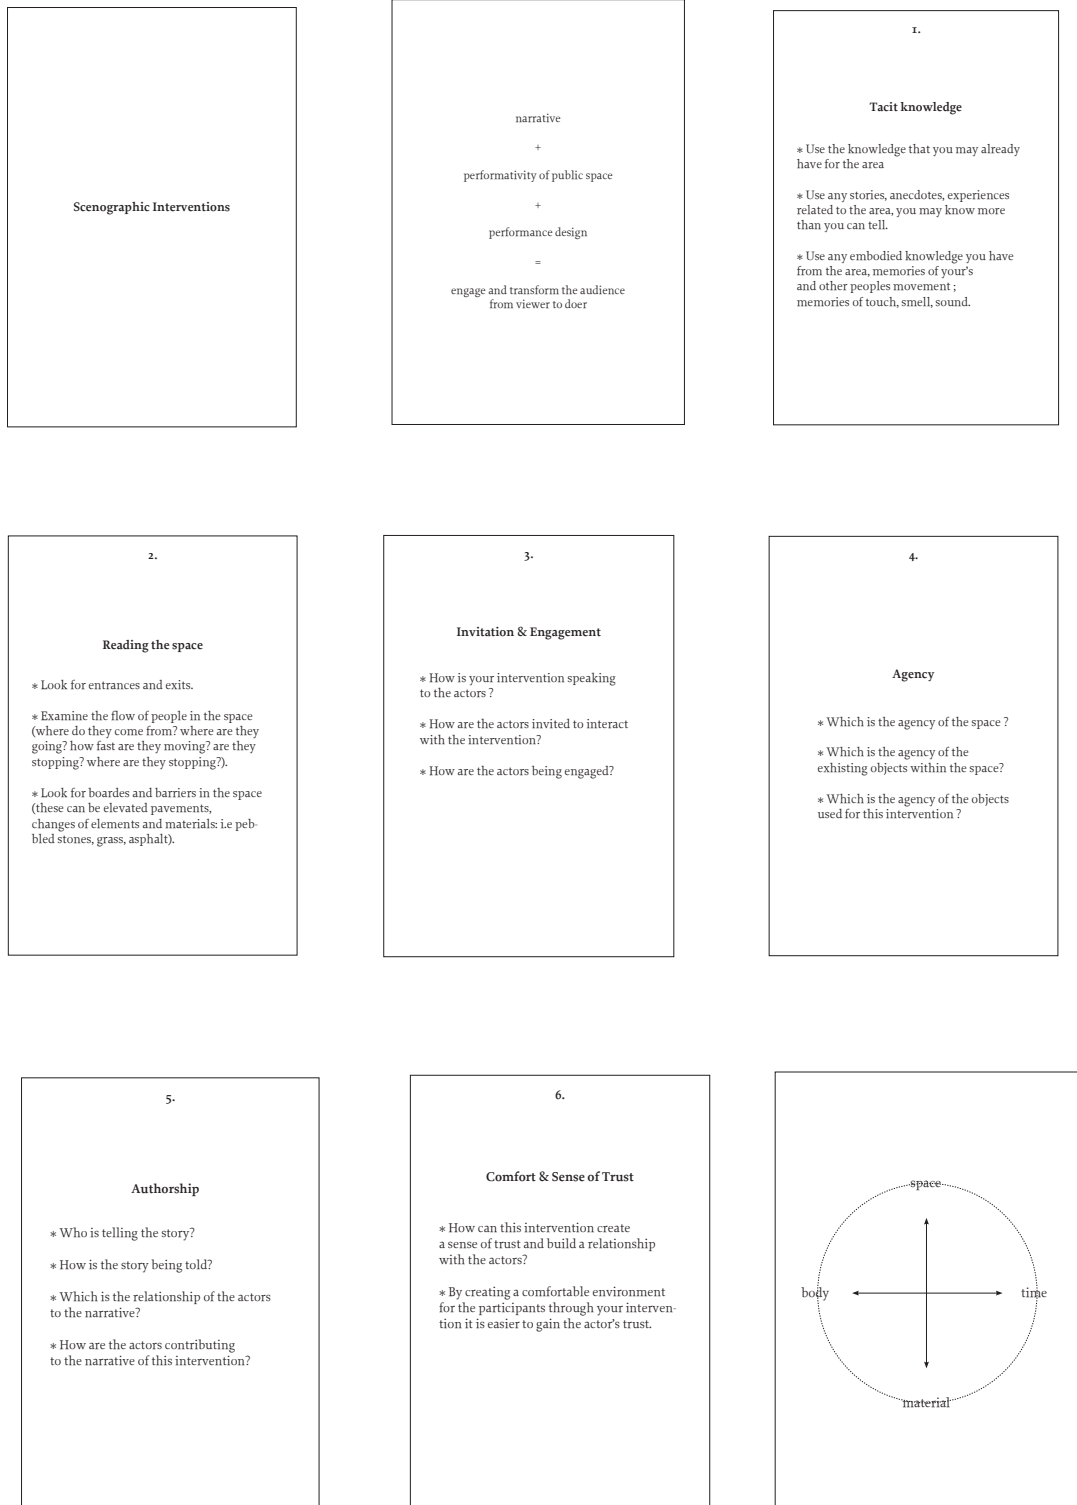 Scenographic Interventions
narrative
+
performativity of public space
+
performance design
=
engage and transform the audience
from viewer to doer
1.
Tacit knowledge
* Use the knowledge that you may already
have for the area
* Use any stories, anecdotes, experiences
related to the area, you may know more
than you can tell.
* Use any embodied knowledge you have
from the area, memories of your's
and other peoples movement ;
memories of touch, smell, sound.
2.
Reading the space
* Look for entrances and exits.
* Examine the flow of people in the space
(where do they come from? where are they
going? how fast are they moving? are they
stopping? where are they stopping?).
* Look for boardes and barriers in the space
(these can be elevated pavements,
changes of elements and materials: i.e peb-
bled stones, grass, asphalt).
3.
Invitation & Engagement
* How is your intervention speaking
to the actors ?
* How are the actors invited to interact
with the intervention?
* How are the actors being engaged?
4.
Agency
* Which is the agency of the space ?
* Which is the agency of the
exhisting objects within the space?
* Which is the agency of the objects
used for this intervention ?
5.
Authorship
* Who is telling the story?
* How is the story being told?
* Which is the relationship of the actors
to the narrative?
* How are the actors contributing
to the narrative of this intervention?
6.
Comfort & Sense of Trust
* How can this intervention create
a sense of trust and build a relationship
with the actors?
* By creating a comfortable environment
for the participants through your interven-
tion it is easier to gain the actor's trust.
space
body
time
material